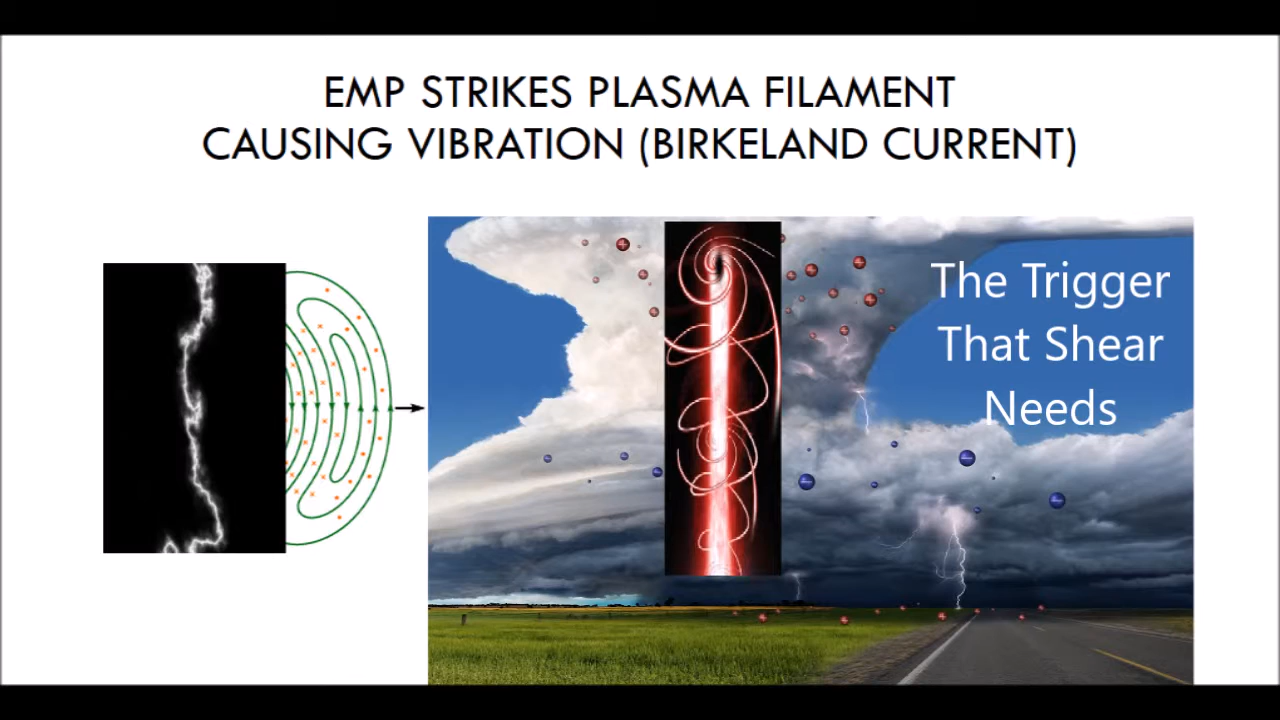 EMP STRIKES PLASMA FILAMENT
CAUSING VIBRATION (BIRKELAND CURRENT)
The Trigger
That Shear
Needs